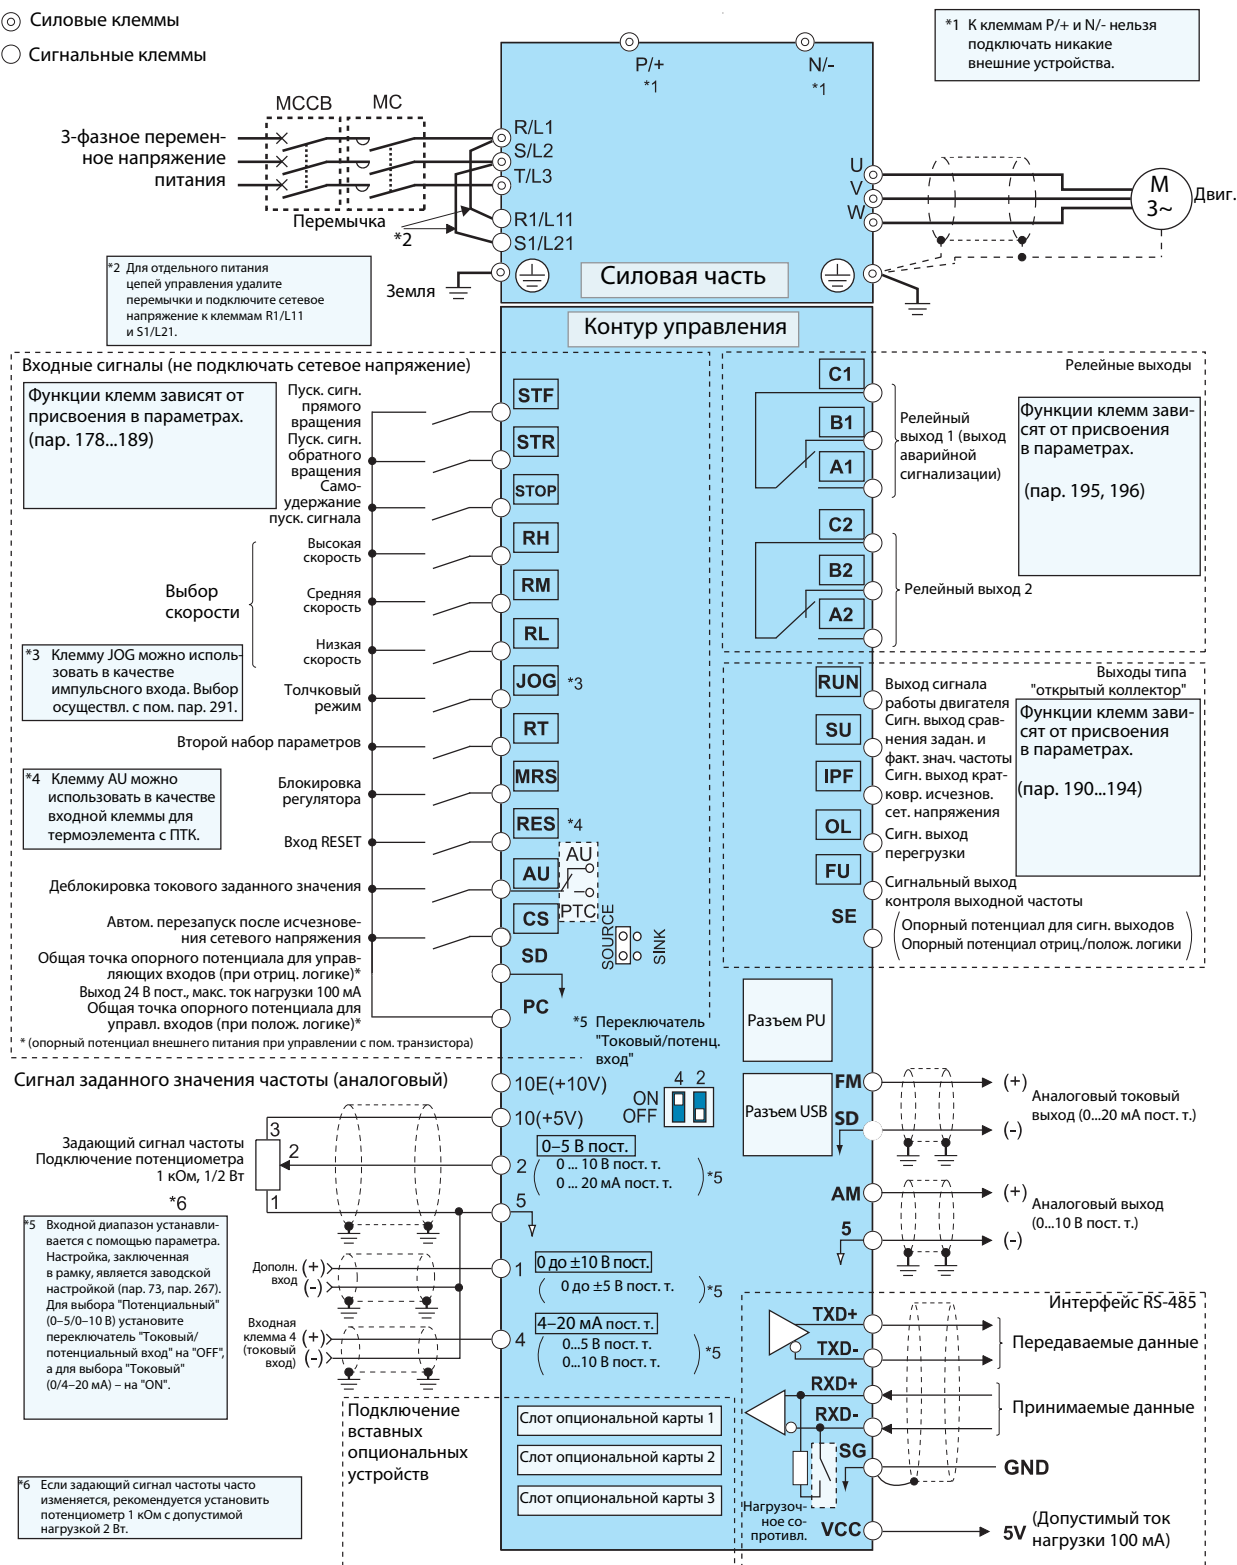 Силовые клеммы
Сигнальные клеммы
*1 К клеммам P/+ и N/- нельзя
подключать никакие
внешние устройства.
P/+
*1
N/-
*1
MCCB
MC
3-фазное перемен-
ное напряжение
питания
R/L1
S/L2
T/L3
R1/L11
S1/L21
Перемычка
*2
U
V
W
M
3~
Двиг.
*2 Для отдельного питания
цепей управления удалите
перемычки и подключите сетевое
напряжение к клеммам R1/L11
и S1/L21.
Земля
Силовая часть
Контур управления
Входные сигналы (не подключать сетевое напряжение)
Функции клемм зависят от
присвоения в параметрах.
(пар. 178...189)
Пуск. сигн.
прямого
вращения
STF
Пуск. сигн.
обратного
вращения
STR
Само-
удержание
пуск. сигнала
STOP
Выбор
скорости
Высокая
скорость
RH
Средняя
скорость
RM
Низкая
скорость
RL
*3 Клемму JOG можно исполь-
зовать в качестве
импульсного входа. Выбор
осуществл. с пом. пар. 291.
Толчковый
режим
JOG *3
Второй набор параметров
RT
*4 Клемму AU можно
использовать в качестве
входной клеммы для
термоэлемента с ПТК.
Блокировка
регулятора
MRS
Вход RESET
RES *4
Деблокировка токового заданного значения
AU
AU
PTC
Автом. перезапуск после исчезнове-
ния сетевого напряжения
CS
SOURCE
SINK
Общая точка опорного потенциала для управ-
ляющих входов (при отриц. логике)*
SD
Выход 24 В пост., макс. ток нагрузки 100 мА
Общая точка опорного потенциала для
управл. входов (при полож. логике)*
PC
* (опорный потенциал внешнего питания при управлении с пом. транзистора)
Релейные выходы
C1
B1
A1
Релейный
выход 1 (выход
аварийной
сигнализации)
Функции клемм зави-
сят от присвоения
в параметрах.
(пар. 195, 196)
C2
B2
A2
Релейный выход 2
Выходы типа
"открытый коллектор"
RUN
Выход сигнала
работы двигателя
SU
Сигн. выход срав-
нения задан. и
факт. знач. частоты
IPF
Сигн. выход крат-
ковр. исчезнов.
сет. напряжения
OL
Сигн. выход
перегрузки
FU
Сигнальный выход
контроля выходной частоты
SE
Опорный потенциал для сигн. выходов
Опорный потенциал отриц./полож. логики
Функции клемм зави-
сят от присвоения
в параметрах.
(пар. 190...194)
*5 Переключатель
"Токовый/потенц.
вход"
4 2
ON
OFF
Разъем PU
Разъем USB
Сигнал заданного значения частоты (аналоговый)
10E(+10V)
10(+5V)
Задающий сигнал частоты
Подключение потенциометра
1 кОм, 1/2 Вт
*6
3
2
1
2
0–5 В пост.
0 ... 10 В пост. т.
0 ... 20 мА пост. т.
*5
5
*5 Входной диапазон устанавли-
вается с помощью параметра.
Настройка, заключенная
в рамку, является заводской
настройкой (пар. 73, пар. 267).
Для выбора "Потенциальный"
(0–5/0–10 В) установите
переключатель "Токовый/
потенциальный вход" на "OFF",
а для выбора "Токовый"
(0/4–20 мА) – на "ON".
Дополн.
вход
(+)
(-)
1
0 до ±10 В пост.
0 до ±5 В пост. т.
*5
Входная
клемма 4
(токовый
вход)
(+)
(-)
4
4–20 мА пост. т.
0...5 В пост. т.
0...10 В пост. т.
*5
FM
SD
(+)
(-)
Аналоговый токовый
выход (0...20 мА пост. т.)
AM
5
(+)
(-)
Аналоговый выход
(0...10 В пост. т.)
Интерфейс RS-485
TXD+
TXD-
Передаваемые данные
RXD+
RXD-
Принимаемые данные
SG
GND
Нагрузоч-
ное со-
противл.
VCC
5V
(Допустимый ток
нагрузки 100 мА)
Подключение
вставных
опциональных
устройств
Слот опциональной карты 1
Слот опциональной карты 2
Слот опциональной карты 3
*6 Если задающий сигнал частоты часто
изменяется, рекомендуется установить
потенциометр 1 кОм с допустимой
нагрузкой 2 Вт.